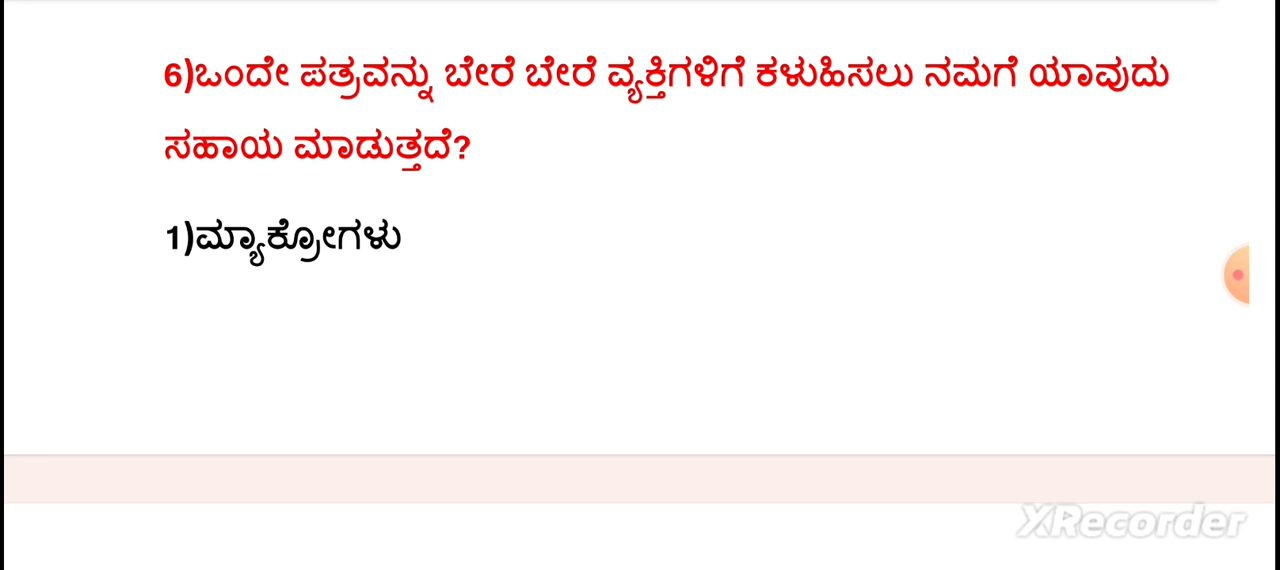 6)ಒಂದೇ ಪತ್ರವನ್ನು ಬೇರೆ ಬೇರೆ ವ್ಯಕ್ತಿಗಳಿಗೆ ಕಳುಹಿಸಲು ನಮಗೆ ಯಾವುದು
ಸಹಾಯ ಮಾಡುತ್ತದೆ?
1)ಮ್ಯಾಕ್ರೋಗಳು
XRecorder